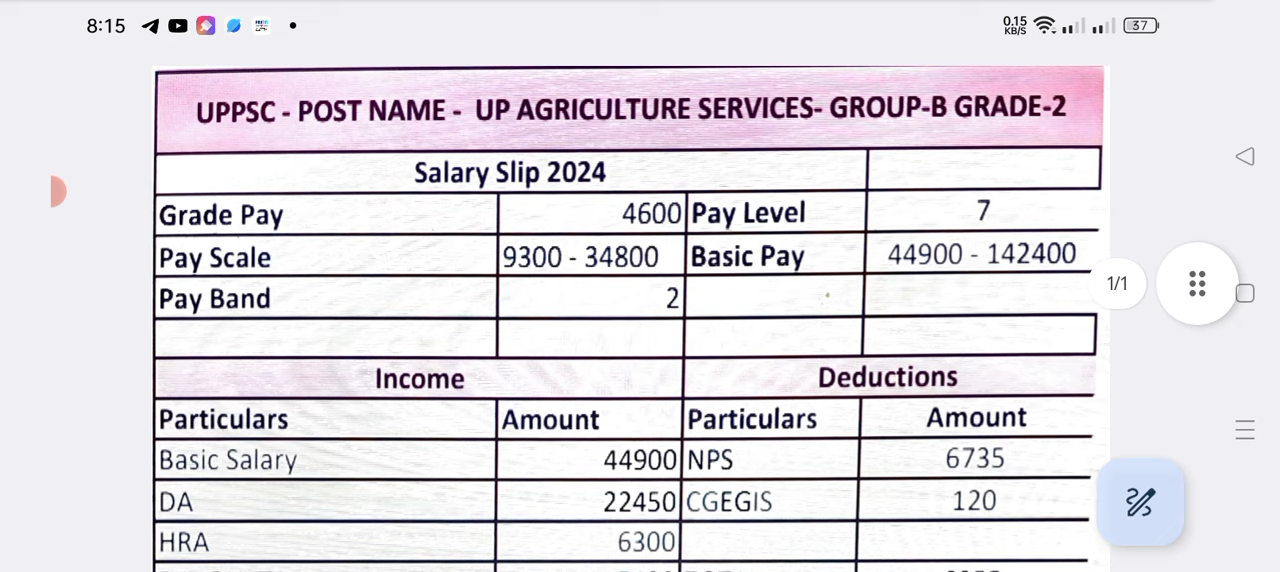 8:15
0.15
KB/S
37
UPPSC - POST NAME - UP AGRICULTURE SERVICES- GROUP-B GRADE-2
Salary Slip 2024
Grade Pay 4600 Pay Level 7
Pay Scale 9300 - 34800 Basic Pay 44900 - 142400
Pay Band 2
1/1
Income Deductions
Particulars Amount Particulars Amount
Basic Salary 44900 NPS 6735
DA 22450 CGEGIS 120
HRA 6300